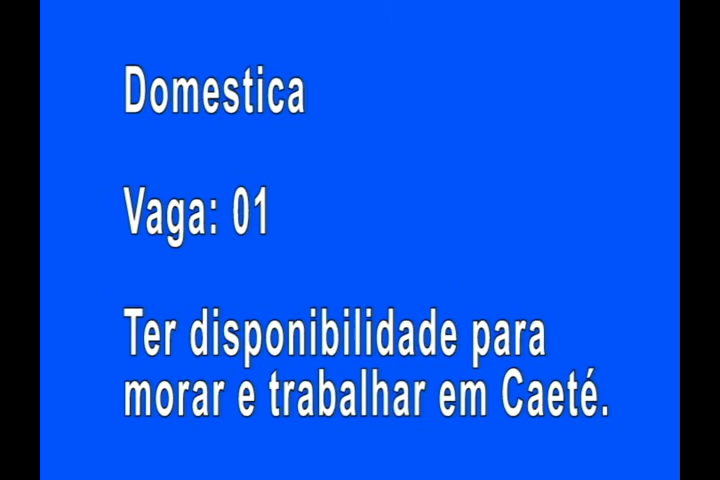 Domestica
Vaga: 01
Ter disponibilidade para
morar e trabalhar em Caeté.